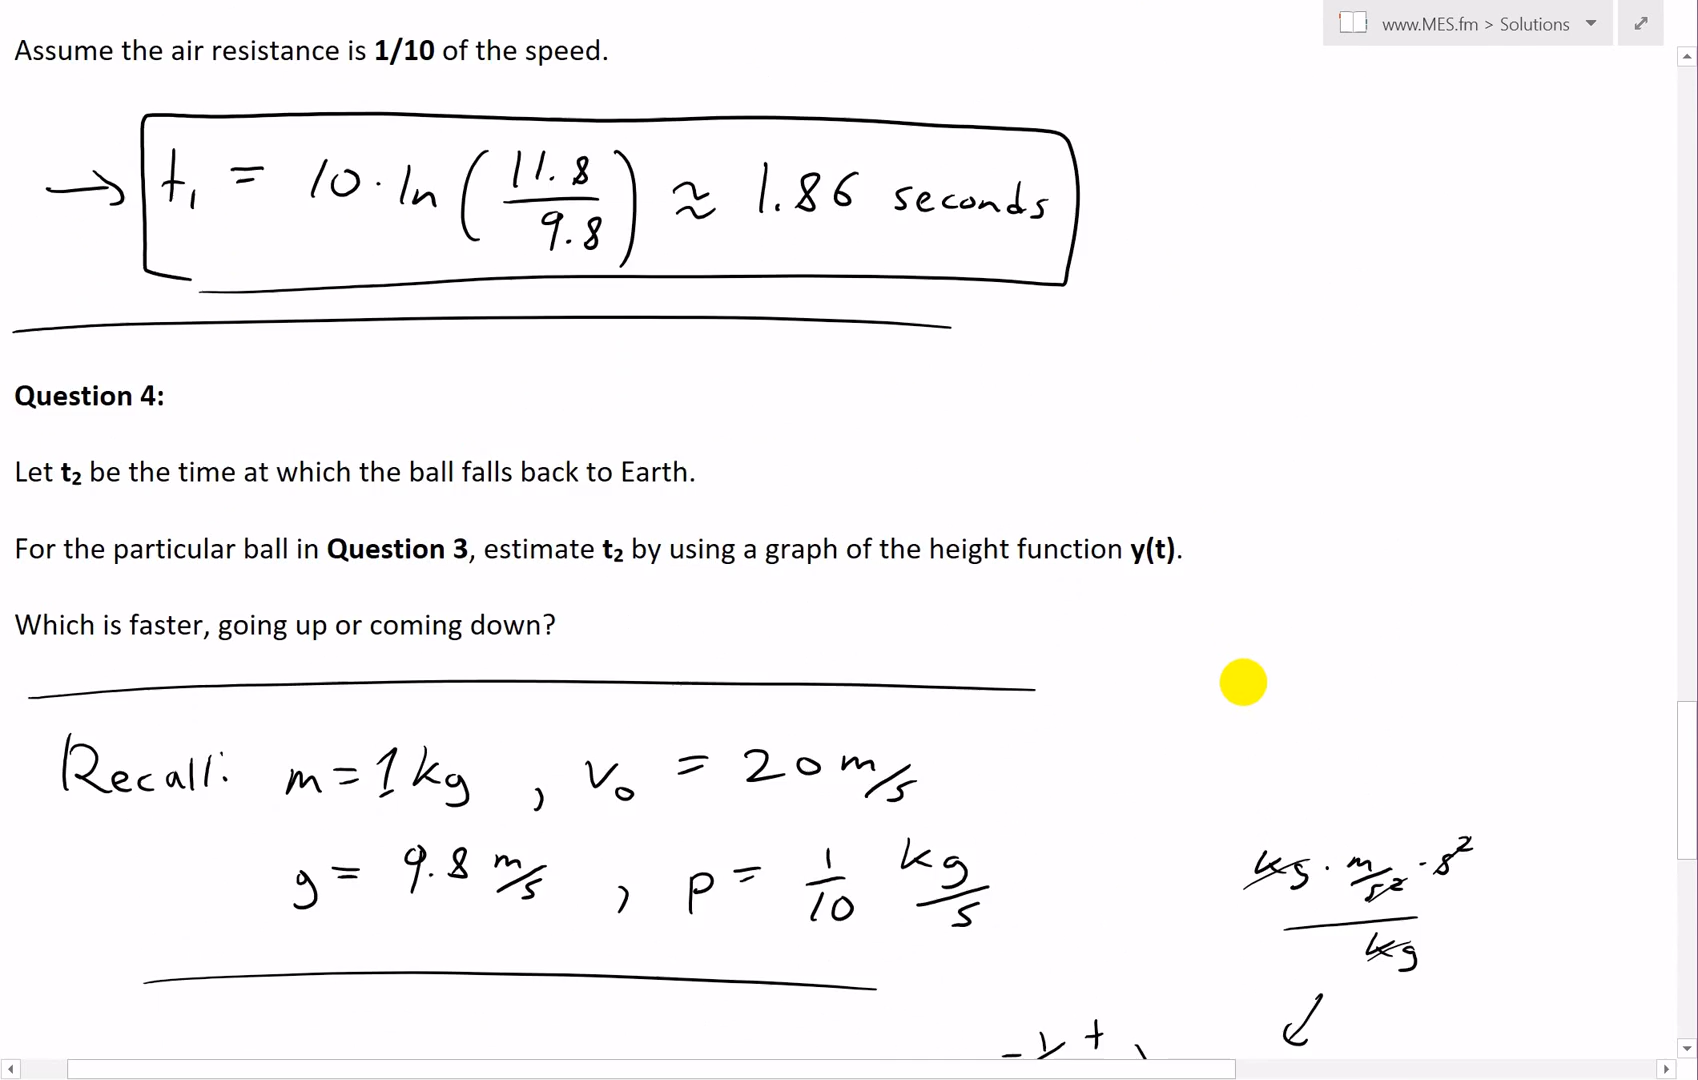 www.MES.fm > Solutions
Assume the air resistance is 1/10 of the speed.
→ t₁ = 10 · ln (11.8/9.8) ≈ 1.86 seconds
Question 4:
Let t₂ be the time at which the ball falls back to Earth.
For the particular ball in Question 3, estimate t₂ by using a graph of the height function y(t).
Which is faster, going up or coming down?
Recall: m = 1 kg , v₀ = 20 m/s
g = 9.8 m/s , p = 1/10 kg/s
kg · m/s² · s²
kg